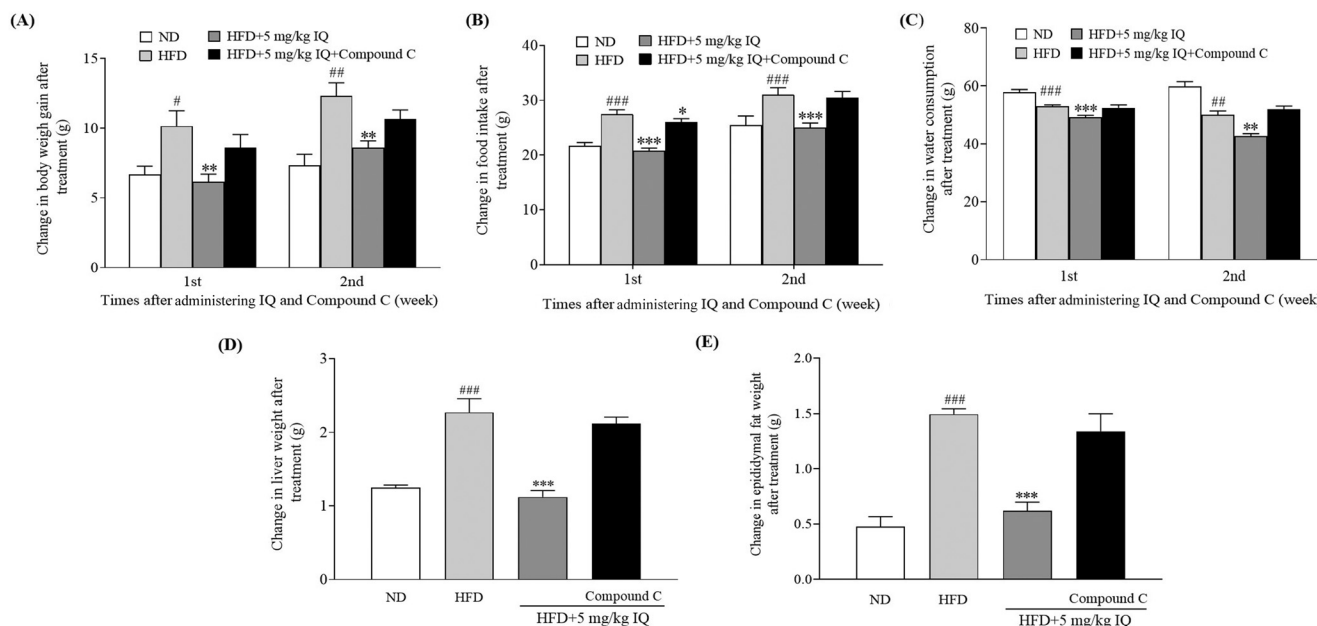 (A)
ND
HFD
HFD+5 mg/kg IQ
HFD+5 mg/kg IQ+Compound C
Change in body weigh gain after
treatment (g)
15
10
5
0
#
**
##
**
1st
2nd
Times after administering IQ and Compound C (week)
(B)
ND
HFD
HFD+5 mg/kg IQ
HFD+5 mg/kg IQ+Compound C
Change in food intake after
treatment (g)
40
30
20
10
0
###
***
*
###
***
1st
2nd
Times after administering IQ and Compound C (week)
(C)
ND
HFD
HFD+5 mg/kg IQ
HFD+5 mg/kg IQ+Compound C
Change in water consumption
after treatment (g)
80
60
40
20
0
###
***
##
**
1st
2nd
Times after administering IQ and Compound C (week)
(D)
Change in liver weight after
treatment (g)
3
2
1
0
###
***
ND
HFD
Compound C
HFD+5 mg/kg IQ
(E)
Change in epididymal fat weight
after treatment (g)
2.0
1.5
1.0
0.5
0.0
###
***
ND
HFD
Compound C
HFD+5 mg/kg IQ